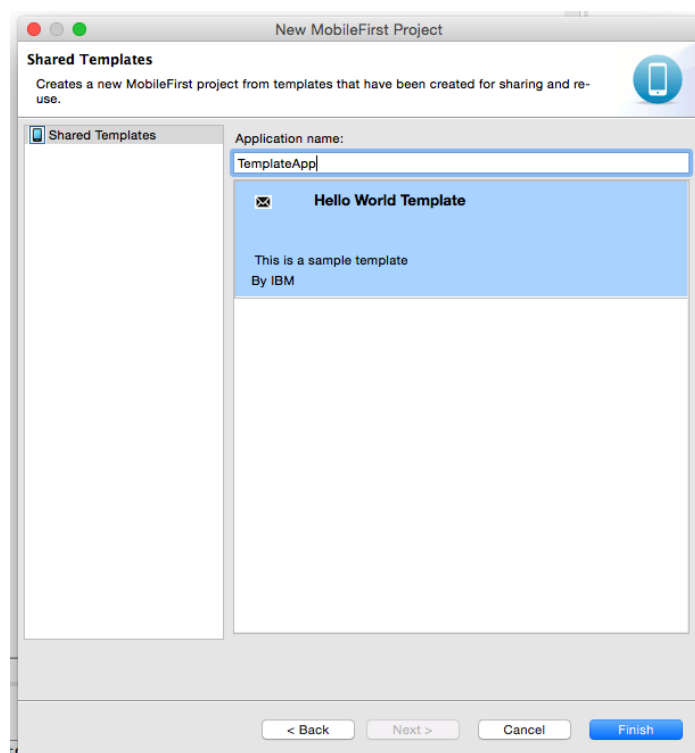 New MobileFirst Project
Shared Templates
Creates a new MobileFirst project from templates that have been created for sharing and re-
use.
Shared Templates
Application name:
TemplateApp
Hello World Template
This is a sample template
By IBM
< Back
Next >
Cancel
Finish